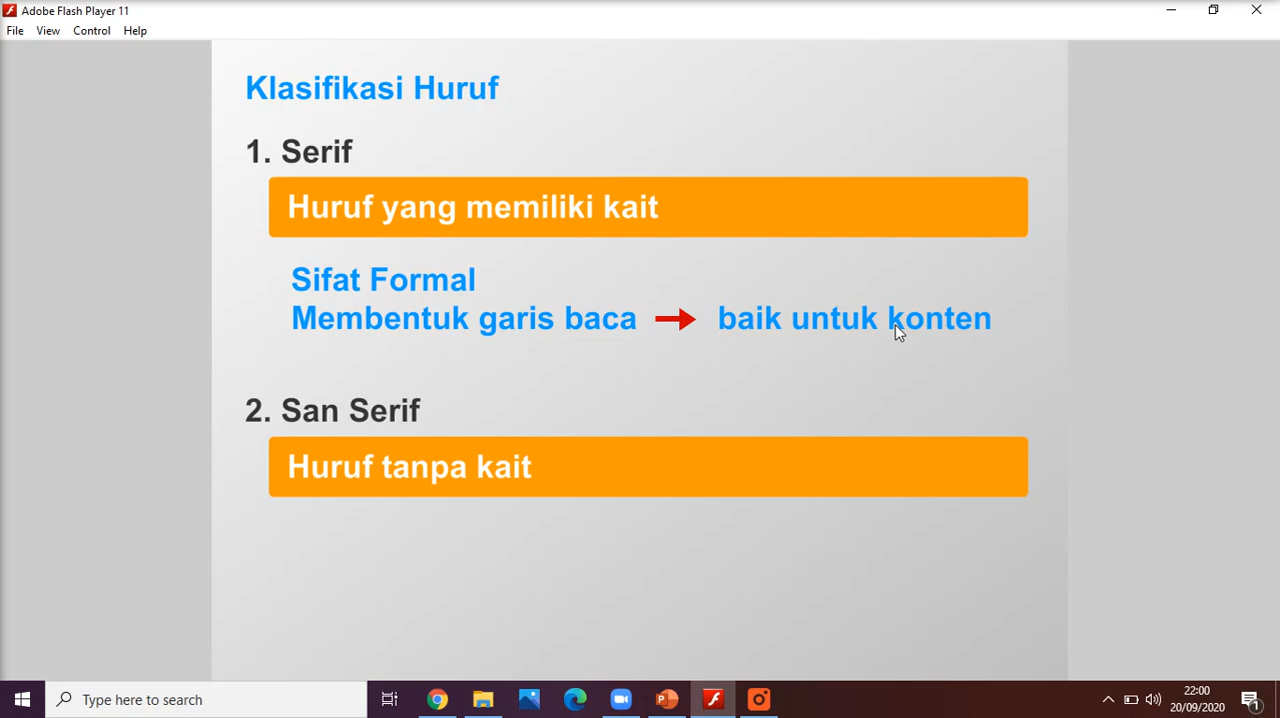 Adobe Flash Player 11
File View Control Help
Klasifikasi Huruf
1. Serif
Huruf yang memiliki kait
Sifat Formal
Membentuk garis baca baik untuk konten
2. San Serif
Huruf tanpa kait
Type here to search
22:00
20/09/2020
1